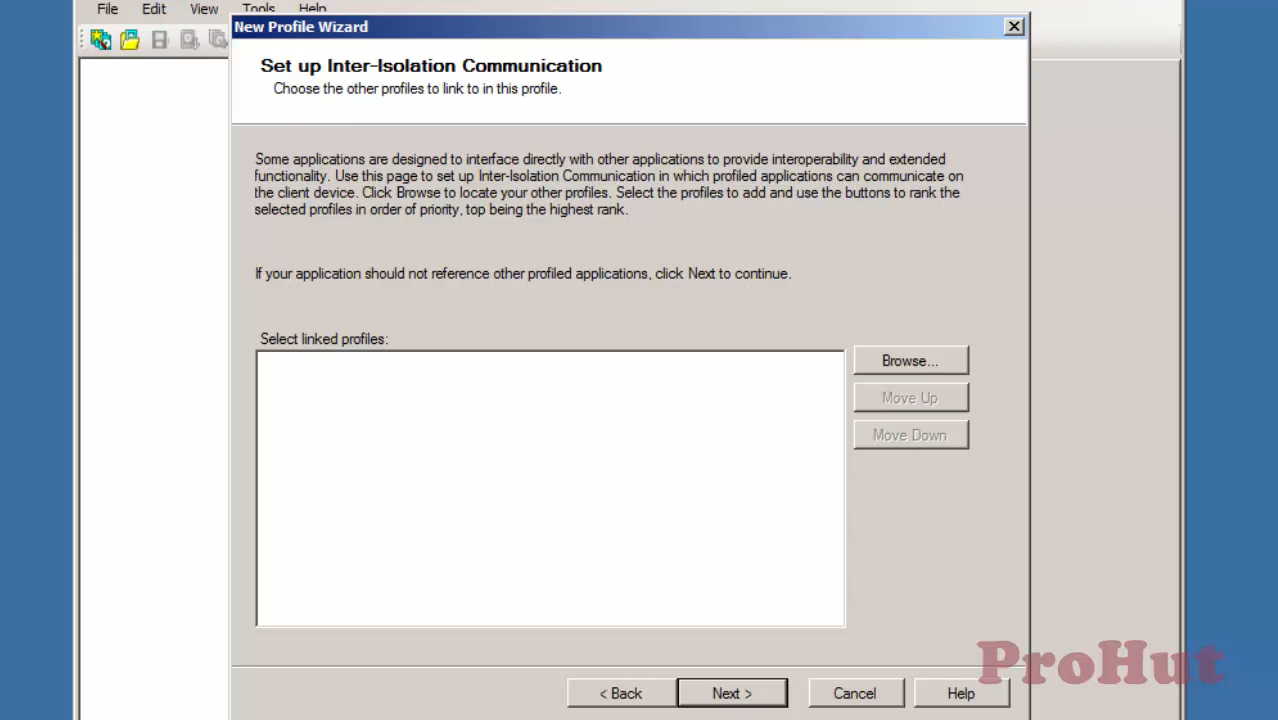 File Edit View Tools Help
New Profile Wizard
Set up Inter-Isolation Communication
Choose the other profiles to link to in this profile.
Some applications are designed to interface directly with other applications to provide interoperability and extended
functionality. Use this page to set up Inter-Isolation Communication in which profiled applications can communicate on
the client device. Click Browse to locate your other profiles. Select the profiles to add and use the buttons to rank the
selected profiles in order of priority, top being the highest rank.
If your application should not reference other profiled applications, click Next to continue.
Select linked profiles:
Browse...
Move Up
Move Down
< Back Next > Cancel Help
ProHut